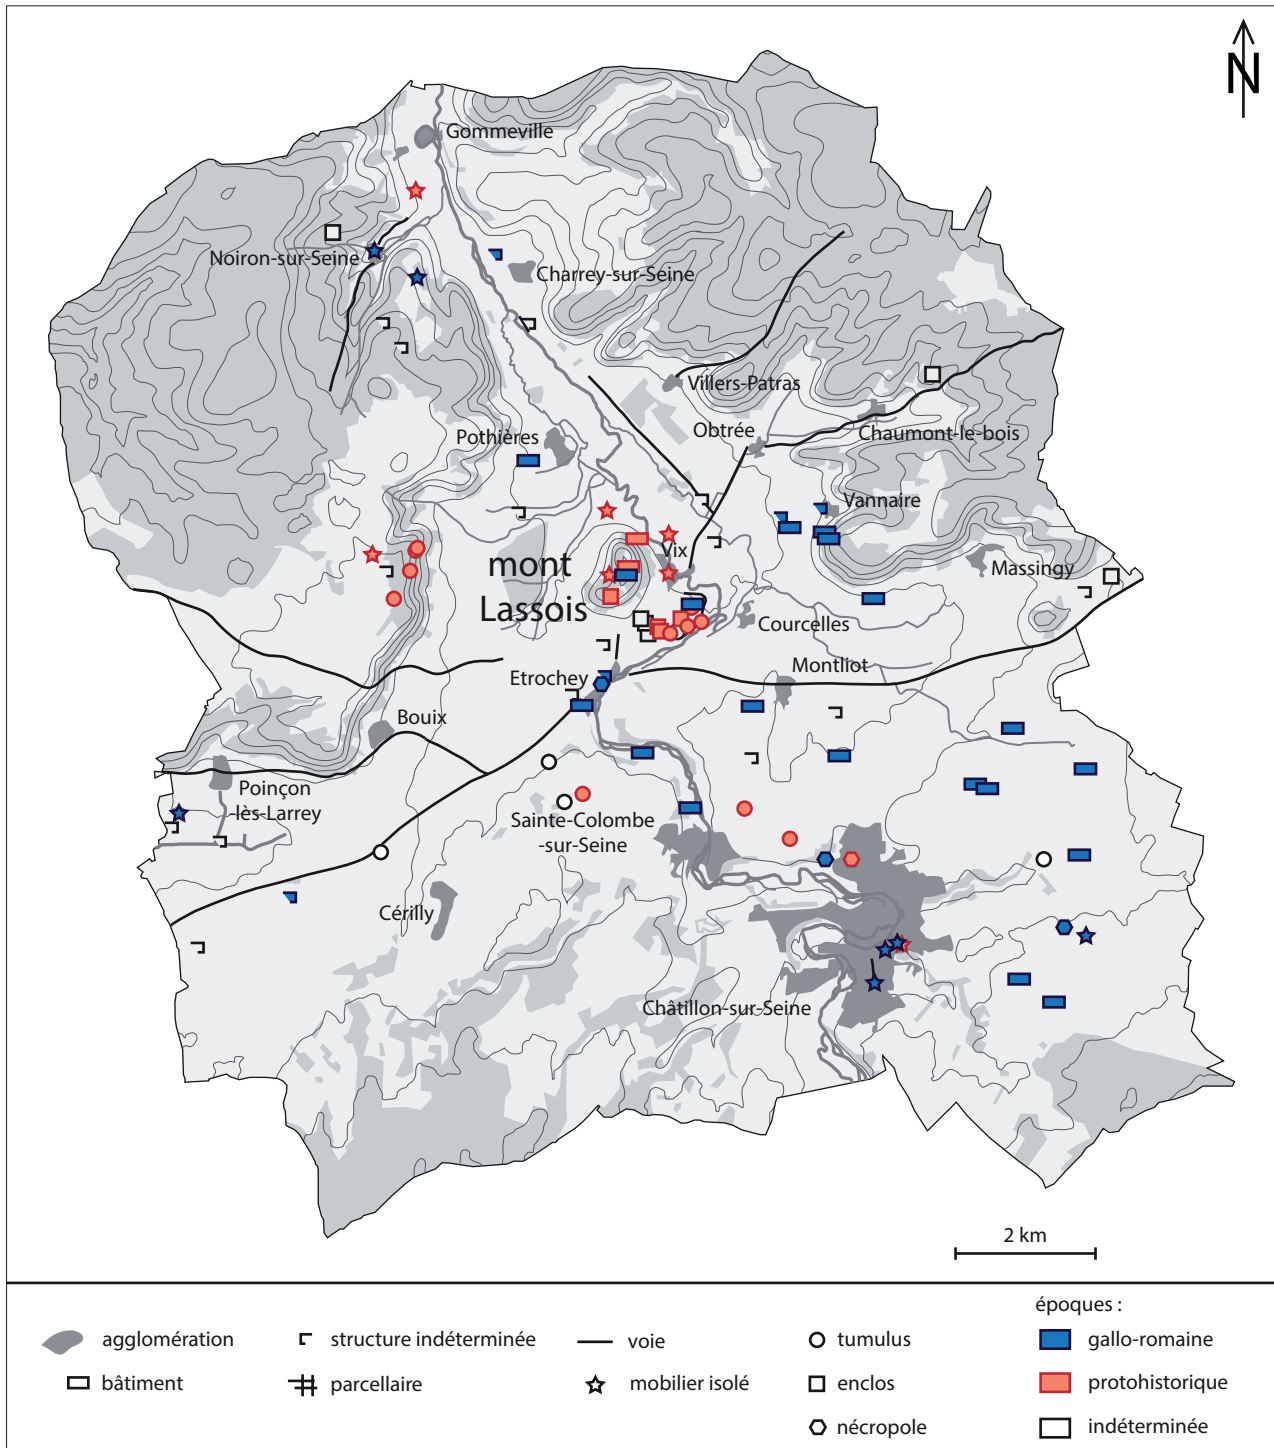 N
Gommeville
Noiron-sur-Seine
Charrey-sur-Seine
Villers-Patras
Obtrée
Chaumont-le-bois
Pothières
Vannaire
mont
Lassois
Vix
Massingy
Courcelles
Etrochey
Montliot
Bouix
Poinçon
-lès-Larrey
Sainte-Colombe
-sur-Seine
Cérilly
Châtillon-sur-Seine
2 km
époques :
agglomération
structure indéterminée
voie
tumulus
gallo-romaine
bâtiment
parcellaire
mobilier isolé
enclos
protohistorique
nécropole
indéterminée